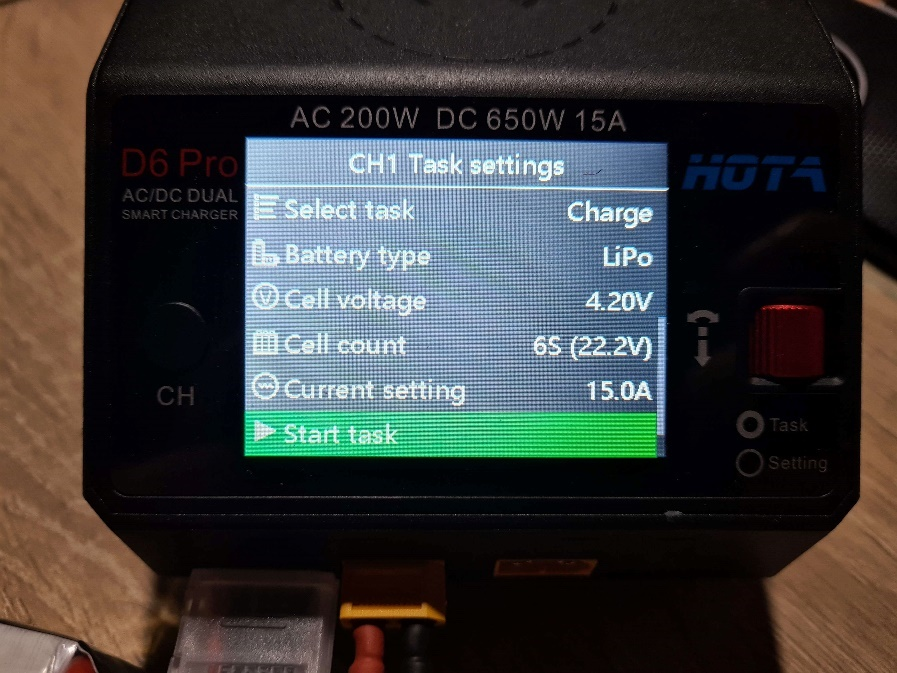 AC 200W DC 650W 15A
D6 Pro
AC/DC DUAL
SMART CHARGER
HOTA
CH1 Task settings
Select task Charge
Battery type LiPo
Cell voltage 4.20V
Cell count 6S (22.2V)
Current setting 15.0A
Start task
CH
Task
Setting